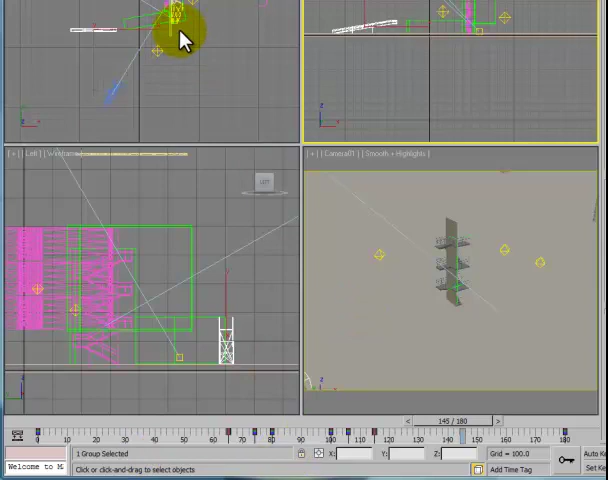 [+] Left [Wireframe
LEFT
[+] [Camera01] [Smooth + Highlights]
< 145 / 180 >
0 10 20 30 40 50 60 70 80 90 100 110 120 130 140 150 160 170 180
1 Group Selected X: Y: Z: Grid = 100.0 Auto K
Welcome to M Click or click-and-drag to select objects Add Time Tag Set Ke